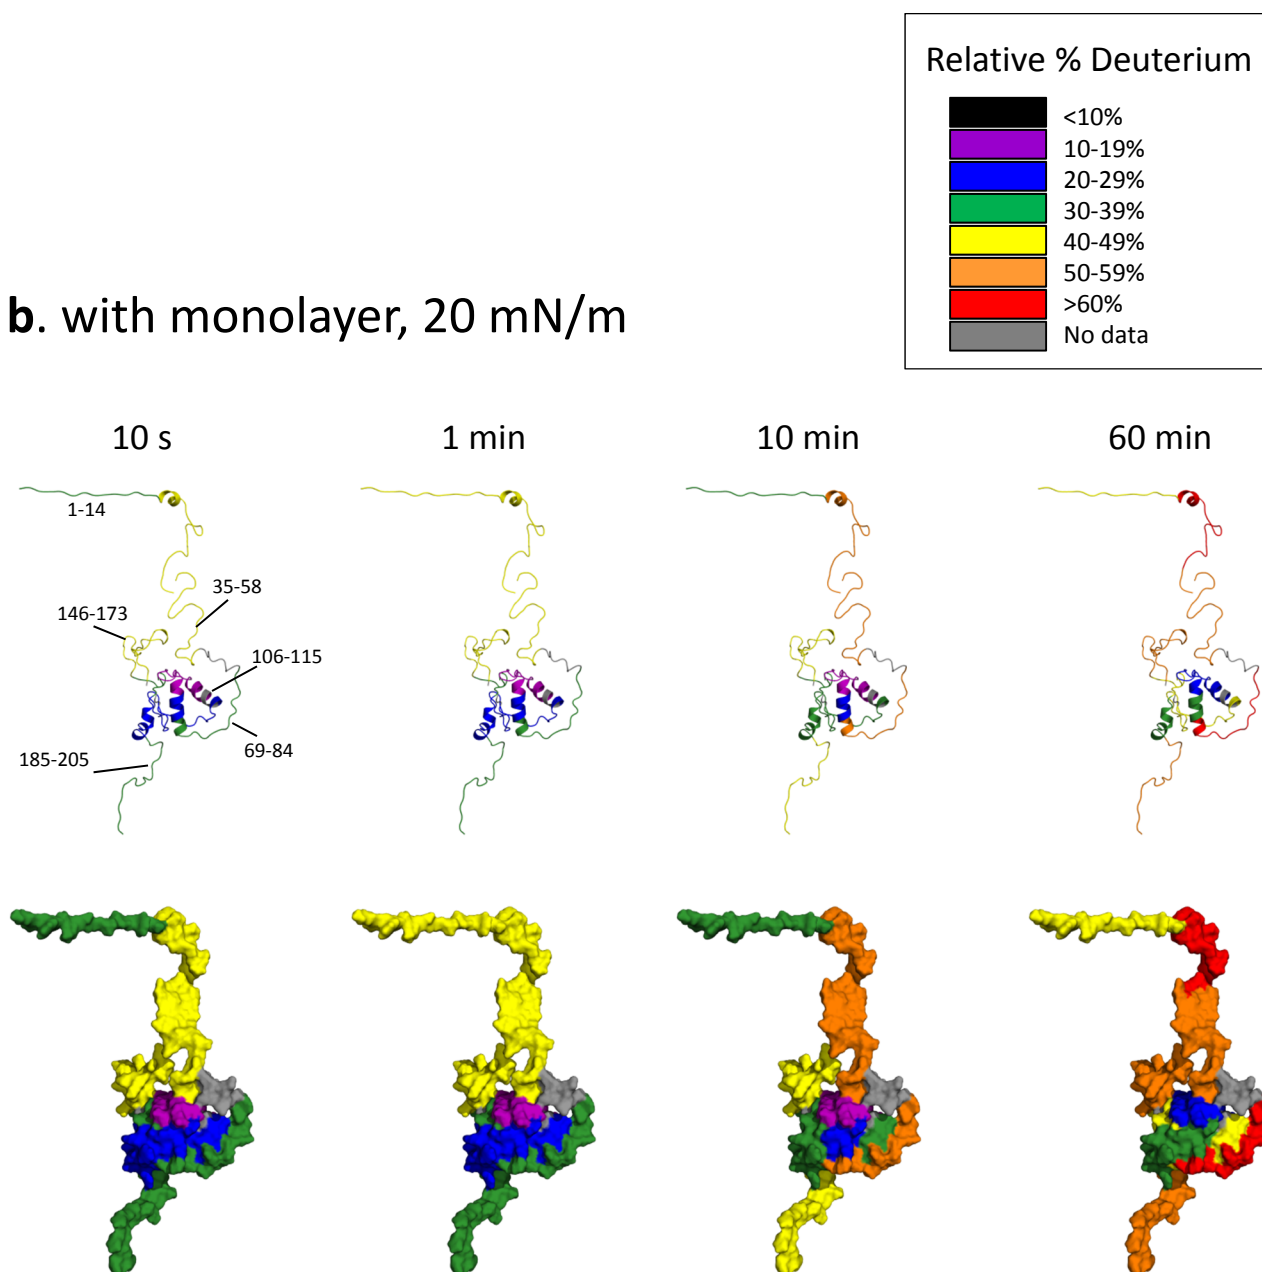 Relative % Deuterium
<10%
10-19%
20-29%
30-39%
40-49%
50-59%
>60%
No data
b. with monolayer, 20 mN/m
10 s
1 min
10 min
60 min
1-14
35-58
146-173
106-115
69-84
185-205